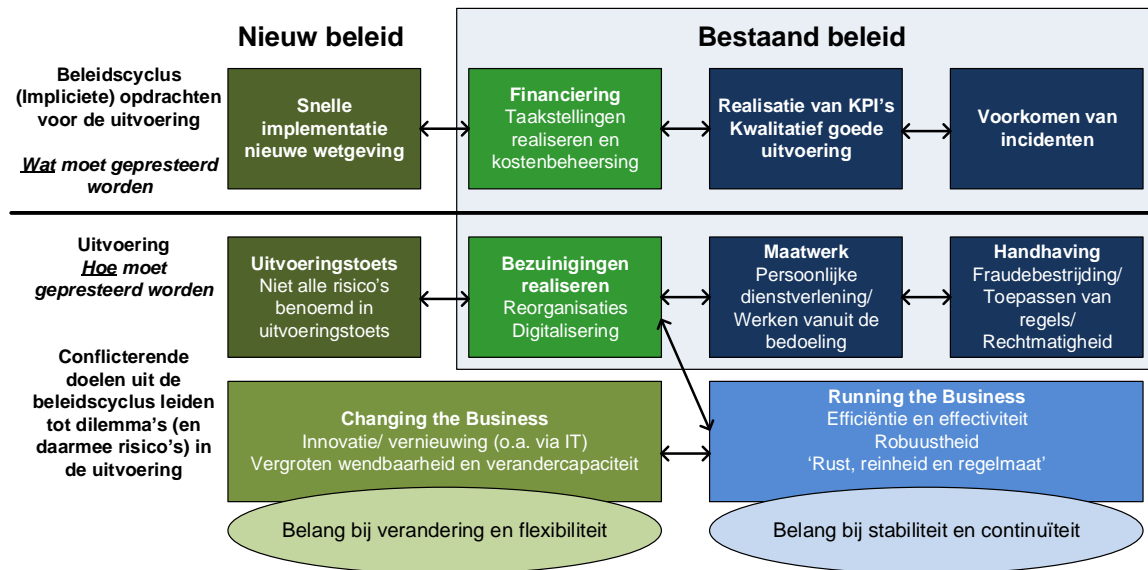 Nieuw beleid
Bestaand beleid
Beleidscyclus
(Impliciete) opdrachten
voor de uitvoering
Wat moet gepresteerd
worden
Snelle
implementatie
nieuwe wetgeving
Financiering
Taakstellingen
realiseren en
kostenbeheersing
Realisatie van KPI's
Kwalitatief goede
uitvoering
Voorkomen van
incidenten
Uitvoering
Hoe moet
gepresteerd worden
Uitvoeringstoets
Niet alle risico's
benoemd in
uitvoeringstoets
Bezuinigingen
realiseren
Reorganisaties
Digitalisering
Maatwerk
Persoonlijke
dienstverlening/
Werken vanuit de
bedoeling
Handhaving
Fraudebestrijding/
Toepassen van
regels/
Rechtmatigheid
Conflicterende
doelen uit de
beleidscyclus leiden
tot dilemma's (en
daarmee risico's) in
de uitvoering
Changing the Business
Innovatie/ vernieuwing (o.a. via IT)
Vergroten wendbaarheid en verandercapaciteit
Running the Business
Efficiëntie en effectiviteit
Robuustheid
‘Rust, reinheid en regelmaat’
Belang bij verandering en flexibiliteit
Belang bij stabiliteit en continuïteit